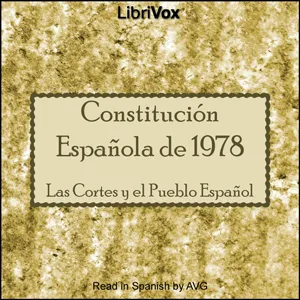 LibriVox
Constitución
Española de 1978
Las Cortes y el Pueblo Español
Read in Spanish by AVG